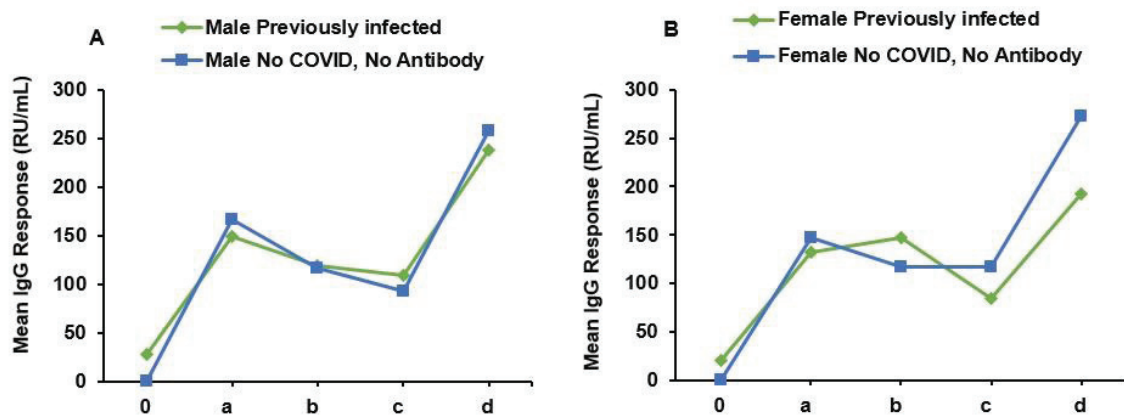 A
Male Previously infected
Male No COVID, No Antibody
Mean IgG Response (RU/mL)
300
250
200
150
100
50
0
0 a b c d
B
Female Previously infected
Female No COVID, No Antibody
Mean IgG Response (RU/mL)
300
250
200
150
100
50
0
0 a b c d